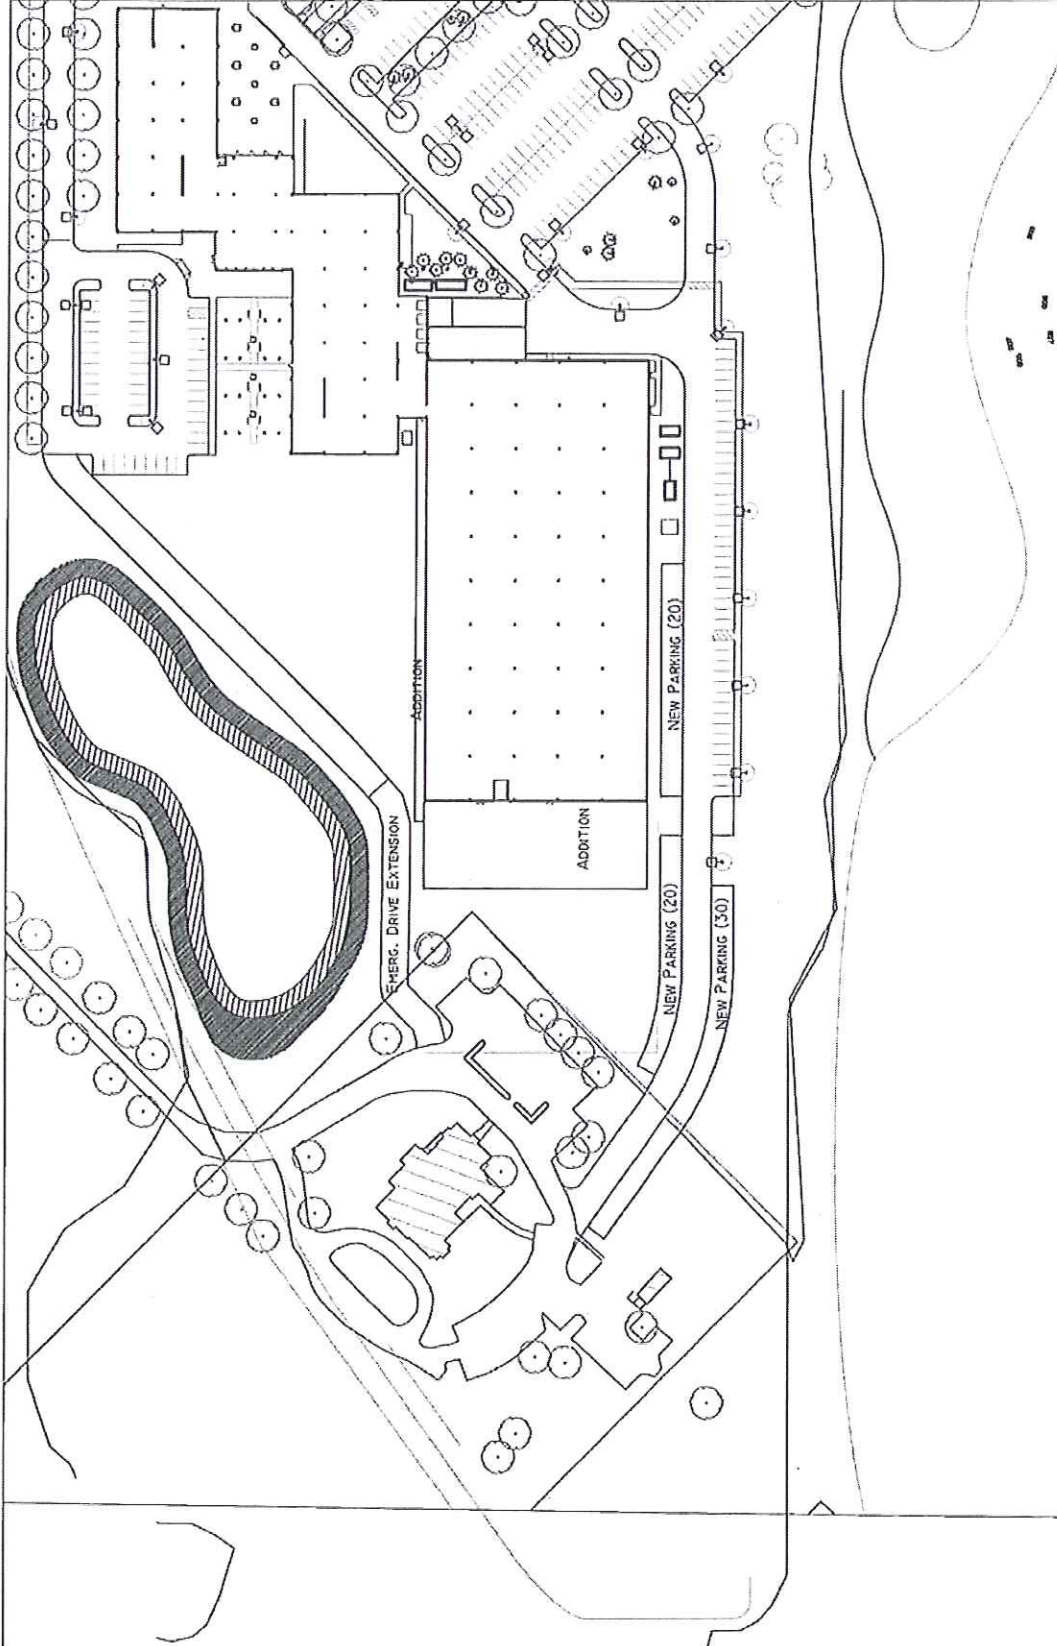 ADDITION
NEW PARKING (20)
ADDITION
EMERG. DRIVE EXTENSION
NEW PARKING (20)
NEW PARKING (30)